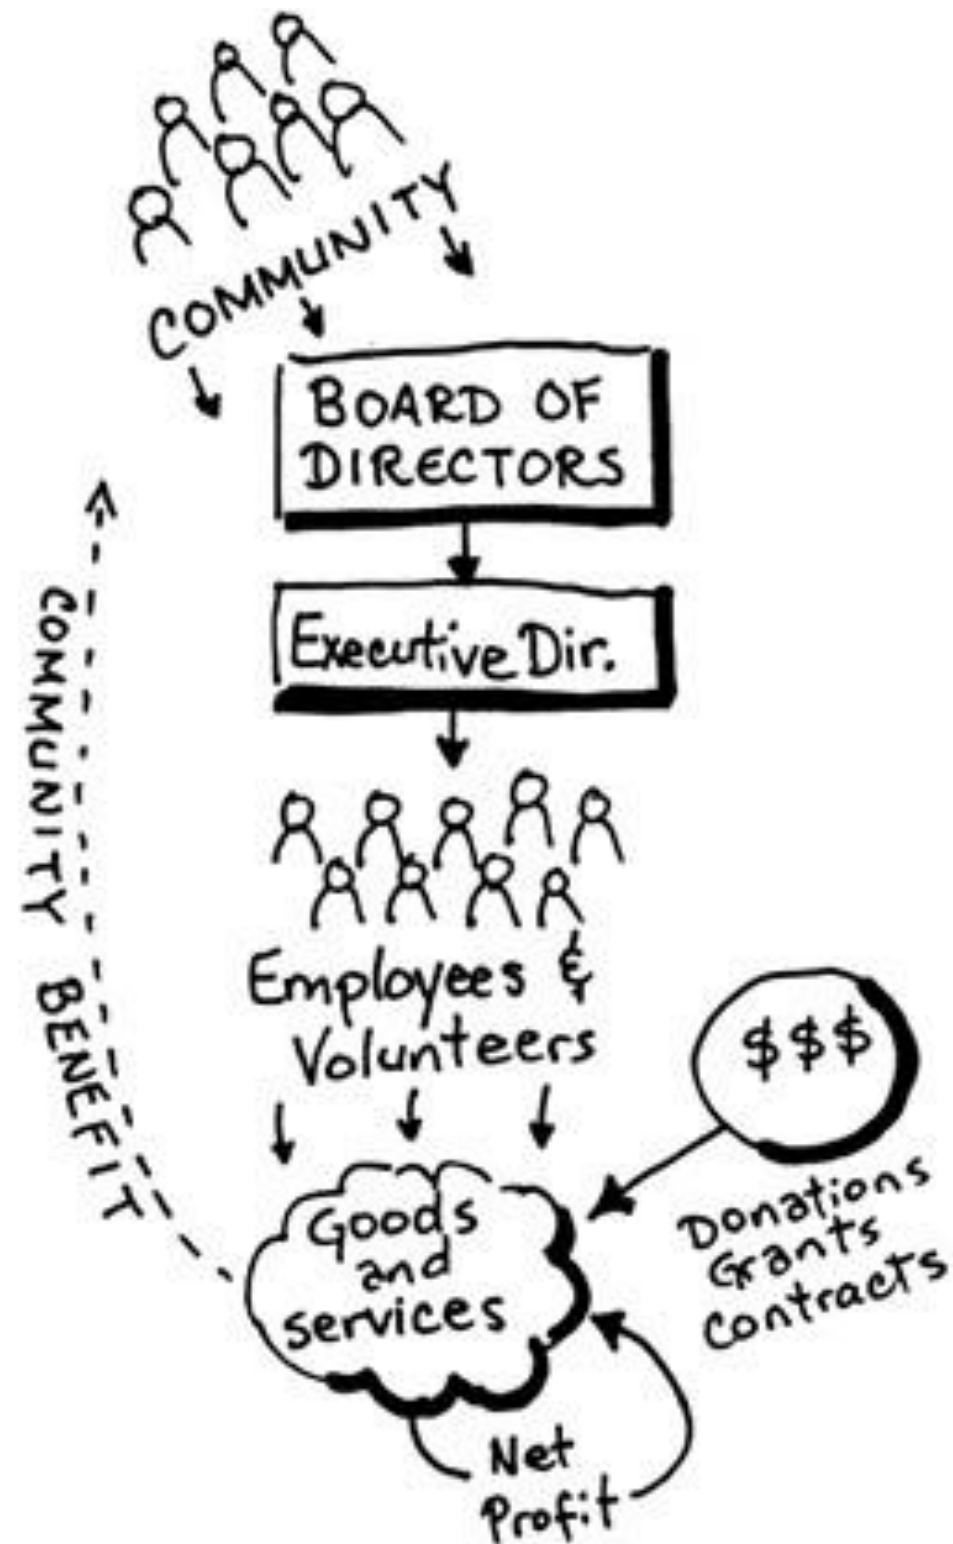 COMMUNITY
BOARD OF
DIRECTORS
Executive Dir.
COMMUNITY BENEFIT
Employees &
Volunteers
$$$
Donations
Grants
Contracts
Goods
and
services
Net
Profit